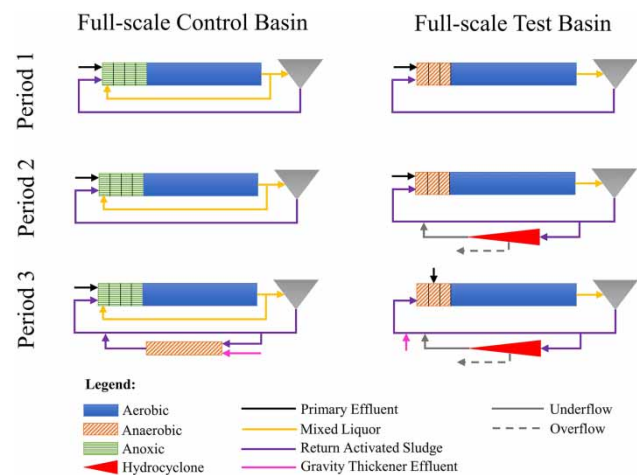 Full-scale Control Basin
Full-scale Test Basin
Period 1
Period 2
Period 3
Legend:
Aerobic
Anaerobic
Anoxic
Hydrocyclone
Primary Effluent
Mixed Liquor
Return Activated Sludge
Gravity Thickener Effluent
Underflow
Overflow